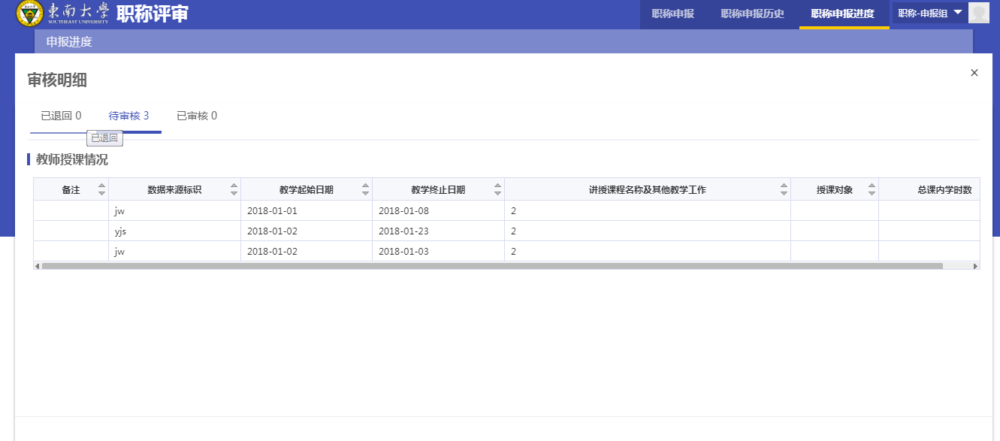 東南大學 职称评审 职称申报 职称申报历史 职称申报进度 职称-申报组
SOUTHEAST UNIVERSITY
申报进度
审核明细 ×
已退回 0 待审核 3 已审核 0
已退回
教师授课情况
备注 数据来源标识 教学起始日期 教学终止日期 讲授课程名称及其他教学工作 授课对象 总课内学时数
jw 2018-01-01 2018-01-08 2
yjs 2018-01-02 2018-01-23 2
jw 2018-01-02 2018-01-03 2